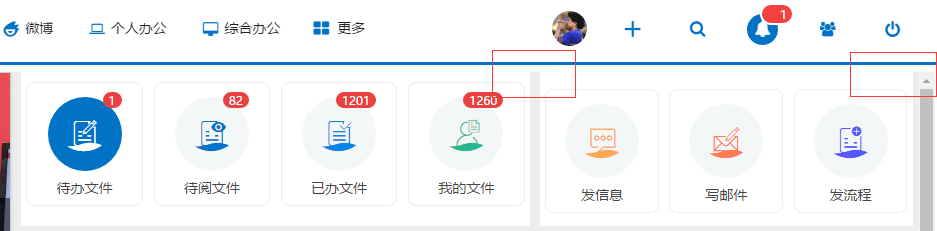 微博 个人办公 综合办公 更多 1
1 82 1201 1260
待办文件 待阅文件 已办文件 我的文件 发信息 写邮件 发流程